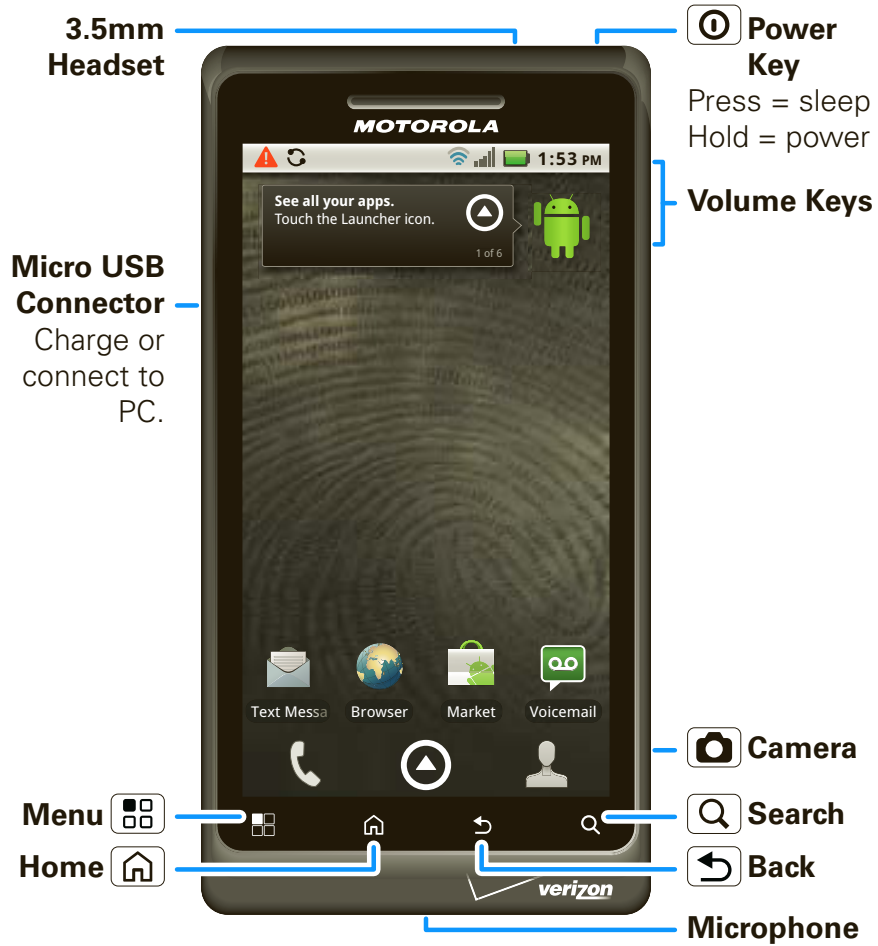 3.5mm
Headset
Power
Key
Press = sleep
Hold = power
MOTOROLA
1:53 PM
See all your apps.
Touch the Launcher icon.
1 of 6
Volume Keys
Micro USB
Connector
Charge or
connect to
PC.
Text Messa
Browser
Market
Voicemail
Camera
Menu
Search
Home
Back
verizon
Microphone